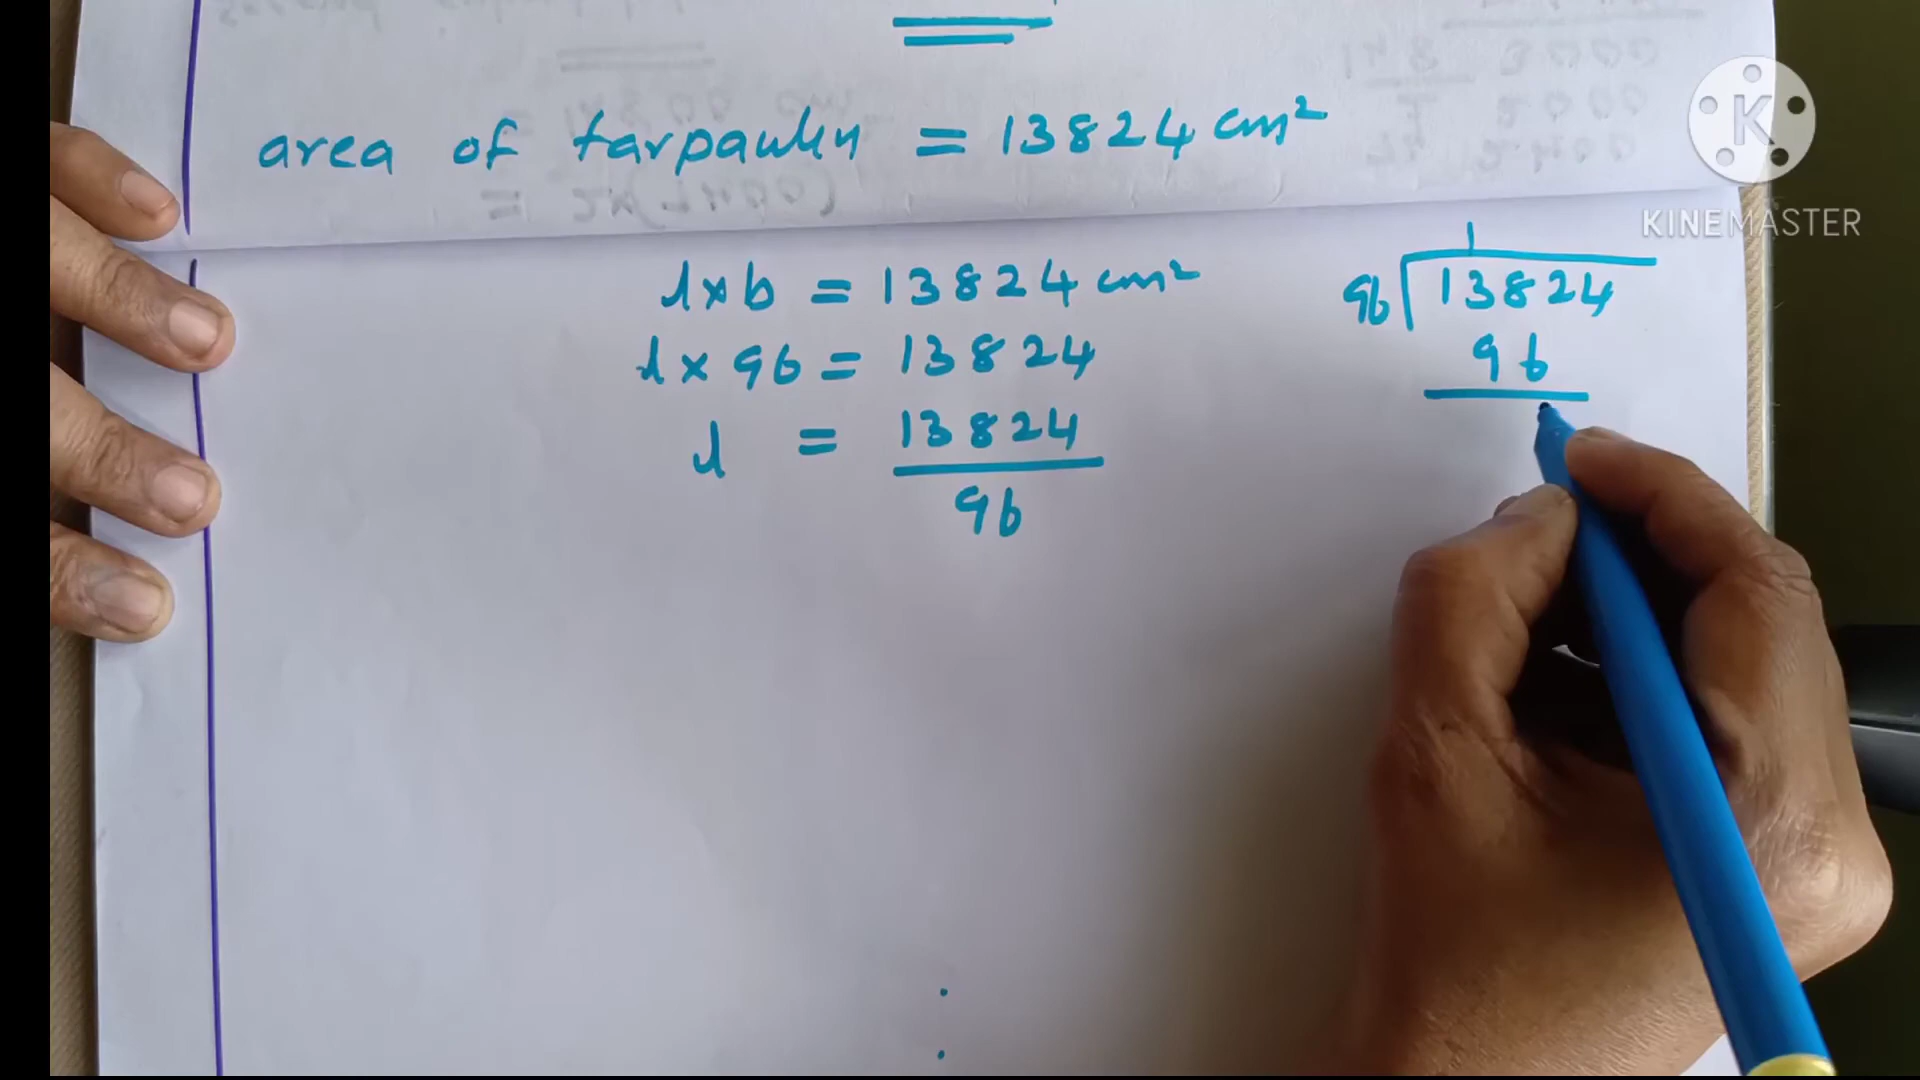 area of tarpaulin = 13824 cm²
l × b = 13824 cm²
l × 96 = 13824
l = 13824
96
1
96 13824
96
K
KINEMASTER